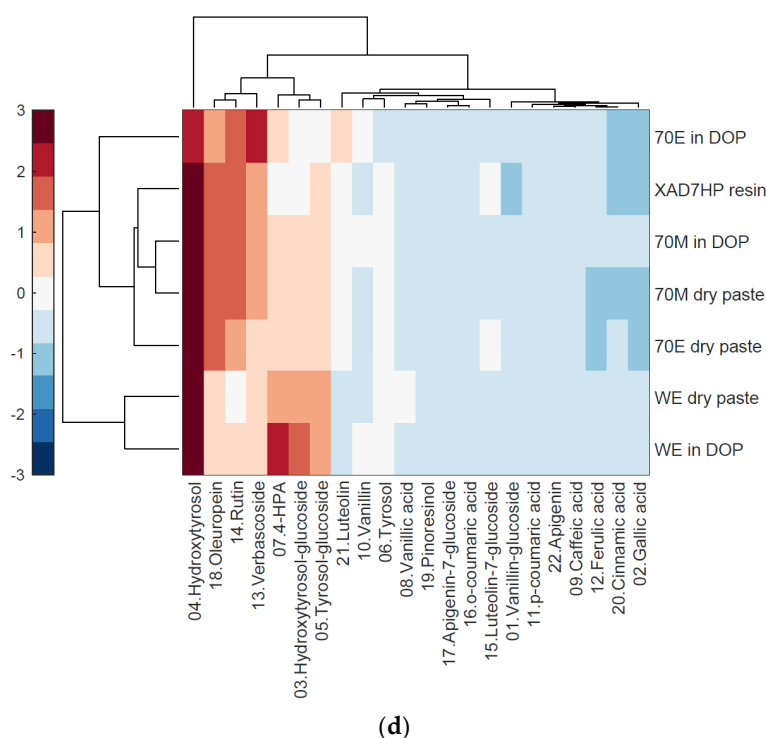 3
2
1
0
-1
-2
-3
70E in DOP
XAD7HP resin
70M in DOP
70M dry paste
70E dry paste
WE dry paste
WE in DOP
04.Hydroxytyrosol
18.Oleuropein
14.Rutin
13.Verbascoside
07.4-HPA
03.Hydroxytyrosol-glucoside
05.Tyrosol-glucoside
21.Luteolin
10.Vanillin
06.Tyrosol
08.Vanillic acid
19.Pinoresinol
17.Apigenin-7-glucoside
16.o-coumaric acid
15.Luteolin-7-glucoside
01.Vanillin-glucoside
11.p-coumaric acid
22.Apigenin
09.Caffeic acid
12.Ferulic acid
20.Cinnamic acid
02.Gallic acid
(d)